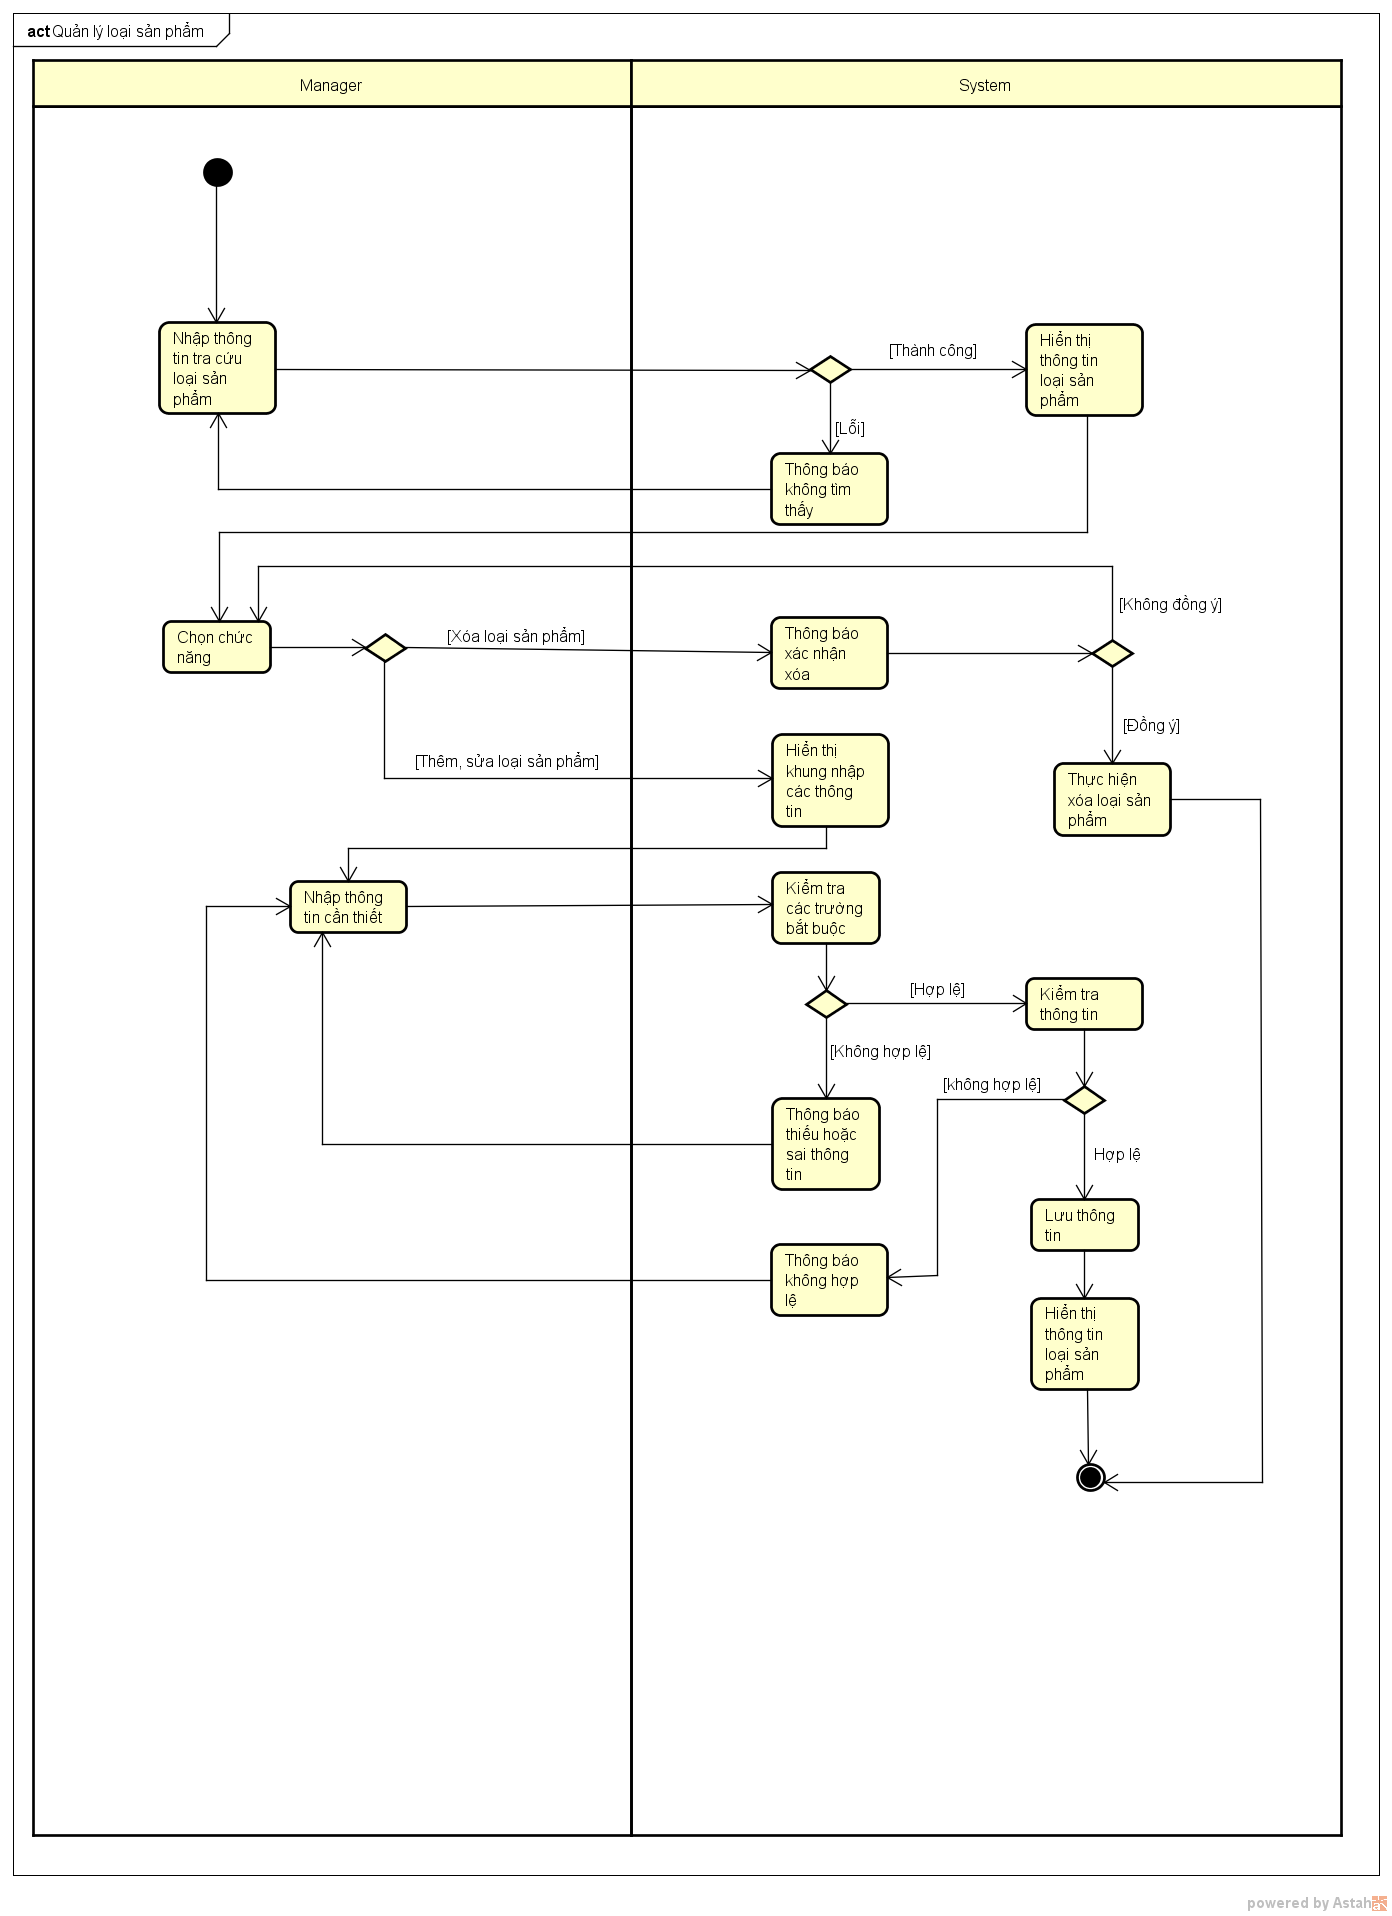 act Quản lý loại sản phẩm
Manager
System
Nhập thông
tin tra cứu
loại sản
phẩm
[Thành công]
Hiển thị
thông tin
loại sản
phẩm
[Lỗi]
Thông báo
không tìm
thấy
[Không đồng ý]
Chọn chức
năng
[Xóa loại sản phẩm]
Thông báo
xác nhận
xóa
[Đồng ý]
[Thêm, sửa loại sản phẩm]
Hiển thị
khung nhập
các thông
tin
Thực hiện
xóa loại sản
phẩm
Nhập thông
tin cần thiết
Kiểm tra
các trường
bắt buộc
[Hợp lệ]
Kiểm tra
thông tin
[Không hợp lệ]
[không hợp lệ]
Thông báo
thiếu hoặc
sai thông
tin
Hợp lệ
Lưu thông
tin
Thông báo
không hợp
lệ
Hiển thị
thông tin
loại sản
phẩm
powered by Astah